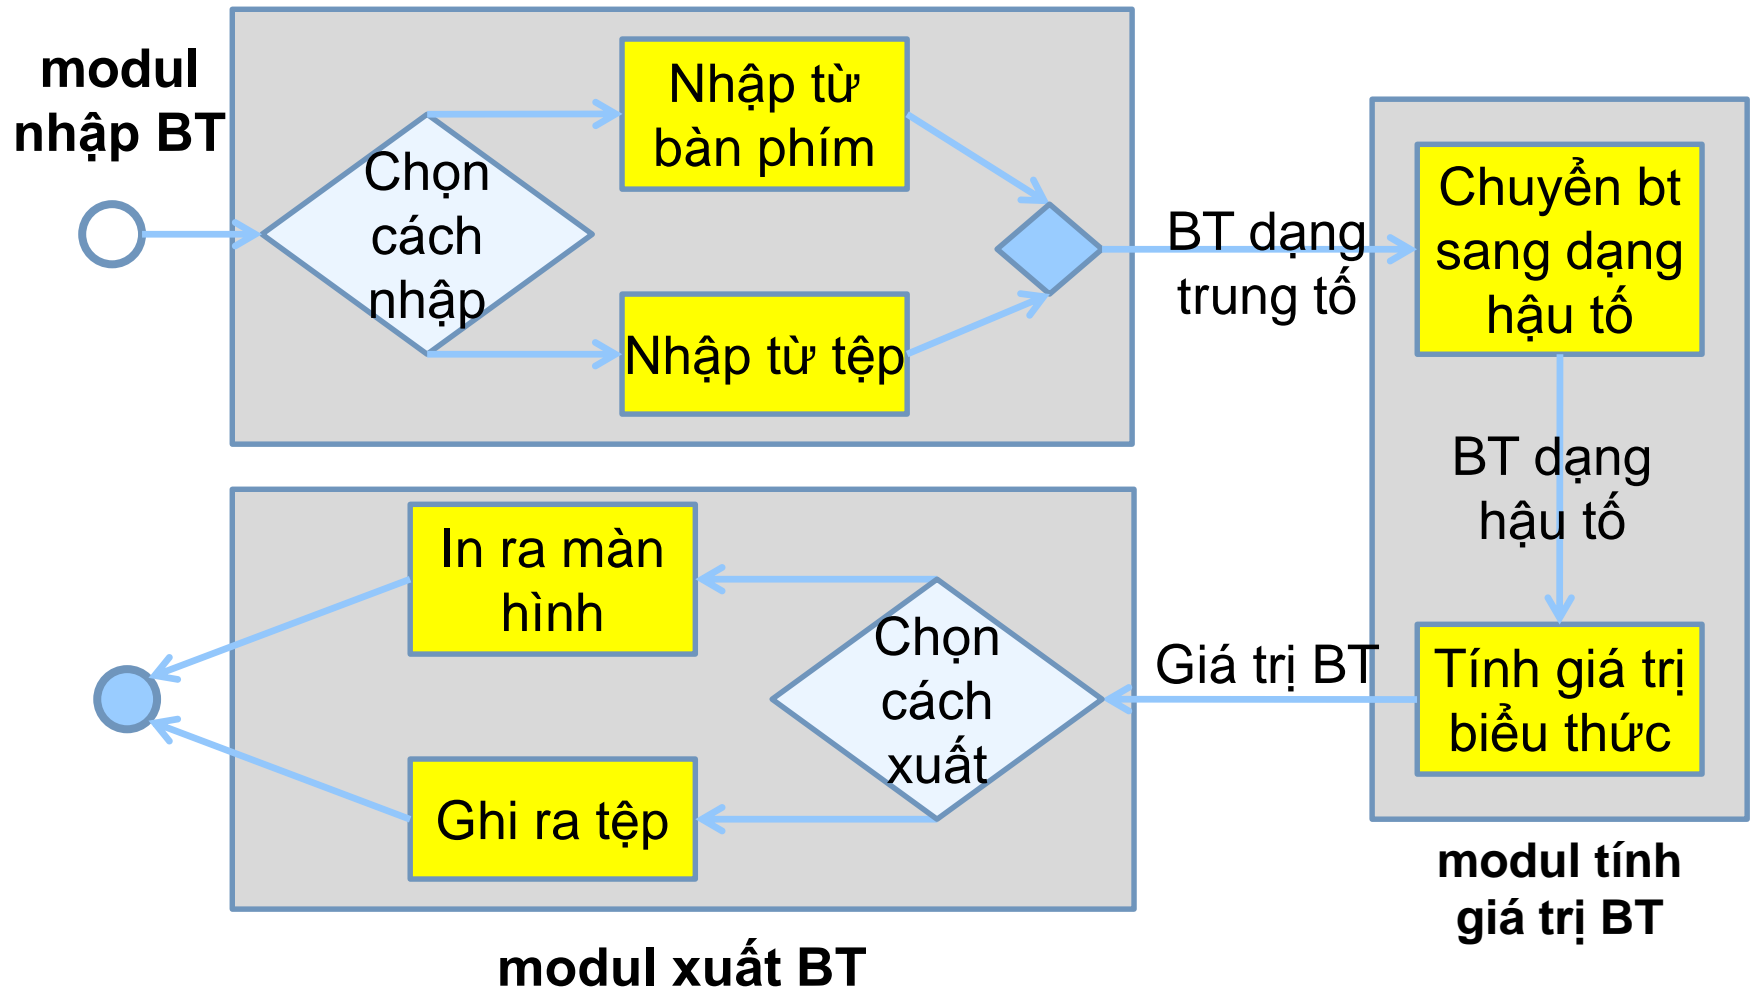 modul
nhập BT
Chọn
cách
nhập
Nhập từ
bàn phím
Nhập từ tệp
BT dạng
trung tố
Chuyển bt
sang dạng
hậu tố
BT dạng
hậu tố
Tính giá trị
biểu thức
modul tính
giá trị BT
Giá trị BT
Chọn
cách
xuất
In ra màn
hình
Ghi ra tệp
modul xuất BT